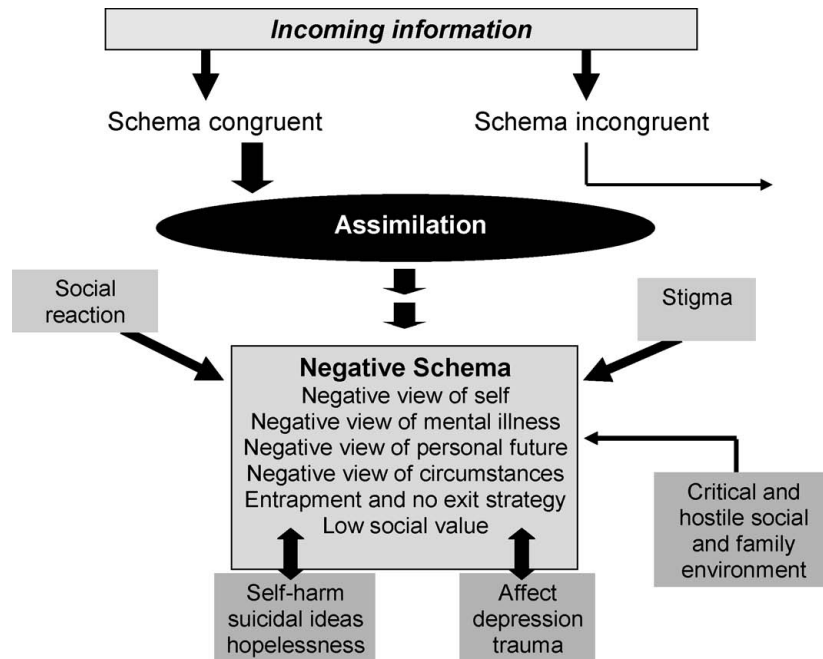 Incoming information
Schema congruent
Schema incongruent
Assimilation
Social
reaction
Stigma
Negative Schema
Negative view of self
Negative view of mental illness
Negative view of personal future
Negative view of circumstances
Entrapment and no exit strategy
Low social value
Critical and
hostile social
and family
environment
Self-harm
suicidal ideas
hopelessness
Affect
depression
trauma